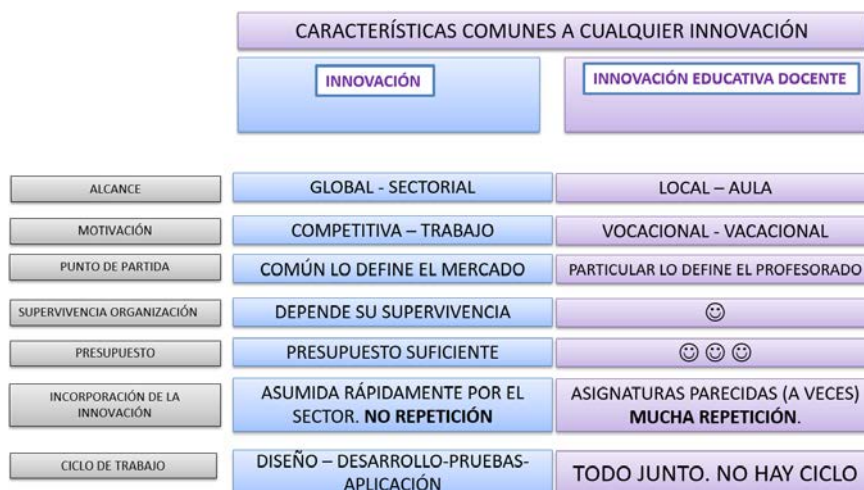 CARACTERÍSTICAS COMUNES A CUALQUIER INNOVACIÓN
INNOVACIÓN
INNOVACIÓN EDUCATIVA DOCENTE
ALCANCE
GLOBAL - SECTORIAL
LOCAL – AULA
MOTIVACIÓN
COMPETITIVA – TRABAJO
VOCACIONAL - VACACIONAL
PUNTO DE PARTIDA
COMÚN LO DEFINE EL MERCADO
PARTICULAR LO DEFINE EL PROFESORADO
SUPERVIVENCIA ORGANIZACIÓN
DEPENDE SU SUPERVIVENCIA
☺
PRESUPUESTO
PRESUPUESTO SUFICIENTE
☺ ☺ ☺
INCORPORACIÓN DE LA
INNOVACIÓN
ASUMIDA RÁPIDAMENTE POR EL
SECTOR. NO REPETICIÓN
ASIGNATURAS PARECIDAS (A VECES)
MUCHA REPETICIÓN.
CICLO DE TRABAJO
DISEÑO – DESARROLLO-PRUEBAS-
APLICACIÓN
TODO JUNTO. NO HAY CICLO